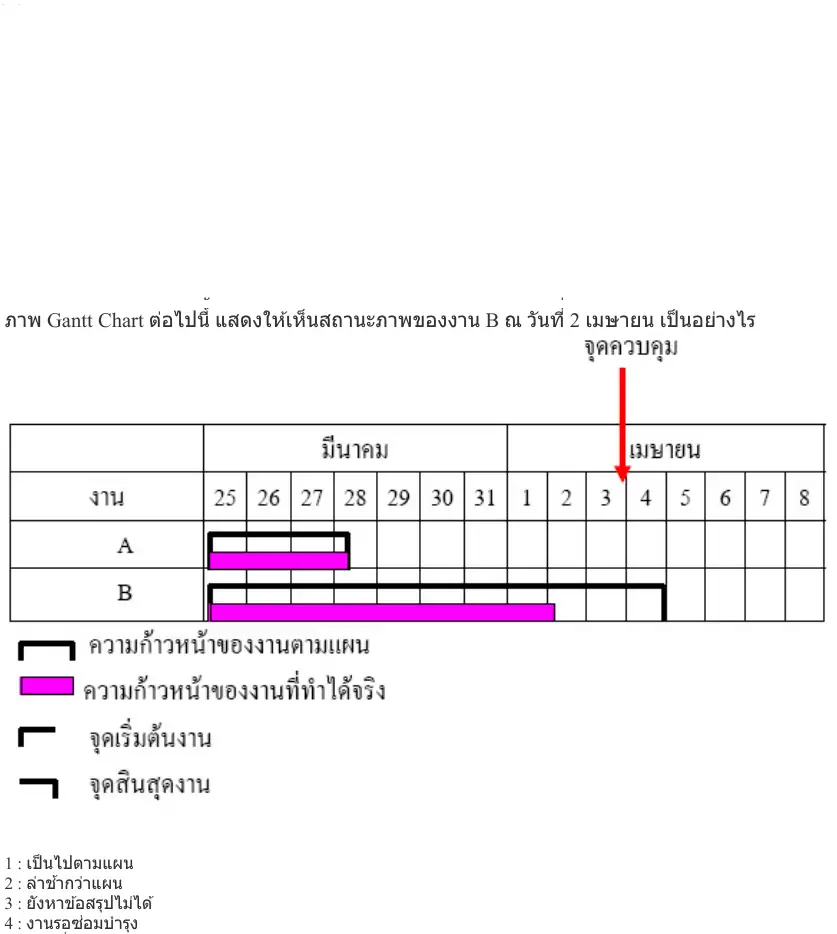 ภาพ Gantt Chart ต่อไปนี้ แสดงให้เห็นสถานะภาพของงาน B ณ วันที่ 2 เมษายน เป็นอย่างไร
จุดควบคุม
มีนาคม เมษายน
งาน 25 26 27 28 29 30 31 1 2 3 4 5 6 7 8
A
B
ความก้าวหน้าของงานตามแผน
ความก้าวหน้าของงานที่ทำได้จริง
จุดเริ่มต้นงาน
จุดสินสุดงาน
1 : เป็นไปตามแผน
2 : ล่าช้ากว่าแผน
3 : ยังหาข้อสรุปไม่ได้
4 : งานรอซ่อมบำรุง